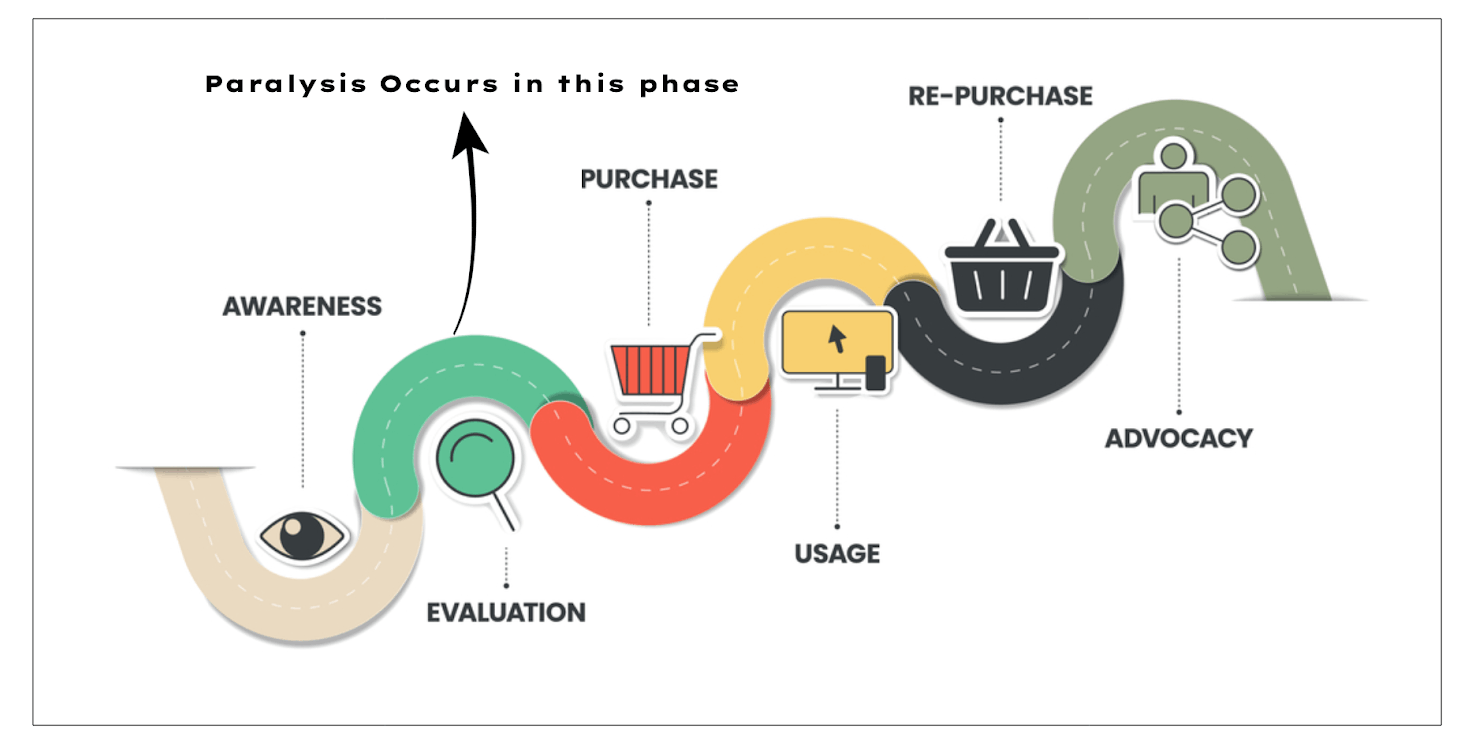 Paralysis Occurs in this phase
RE-PURCHASE
PURCHASE
AWARENESS
ADVOCACY
USAGE
EVALUATION